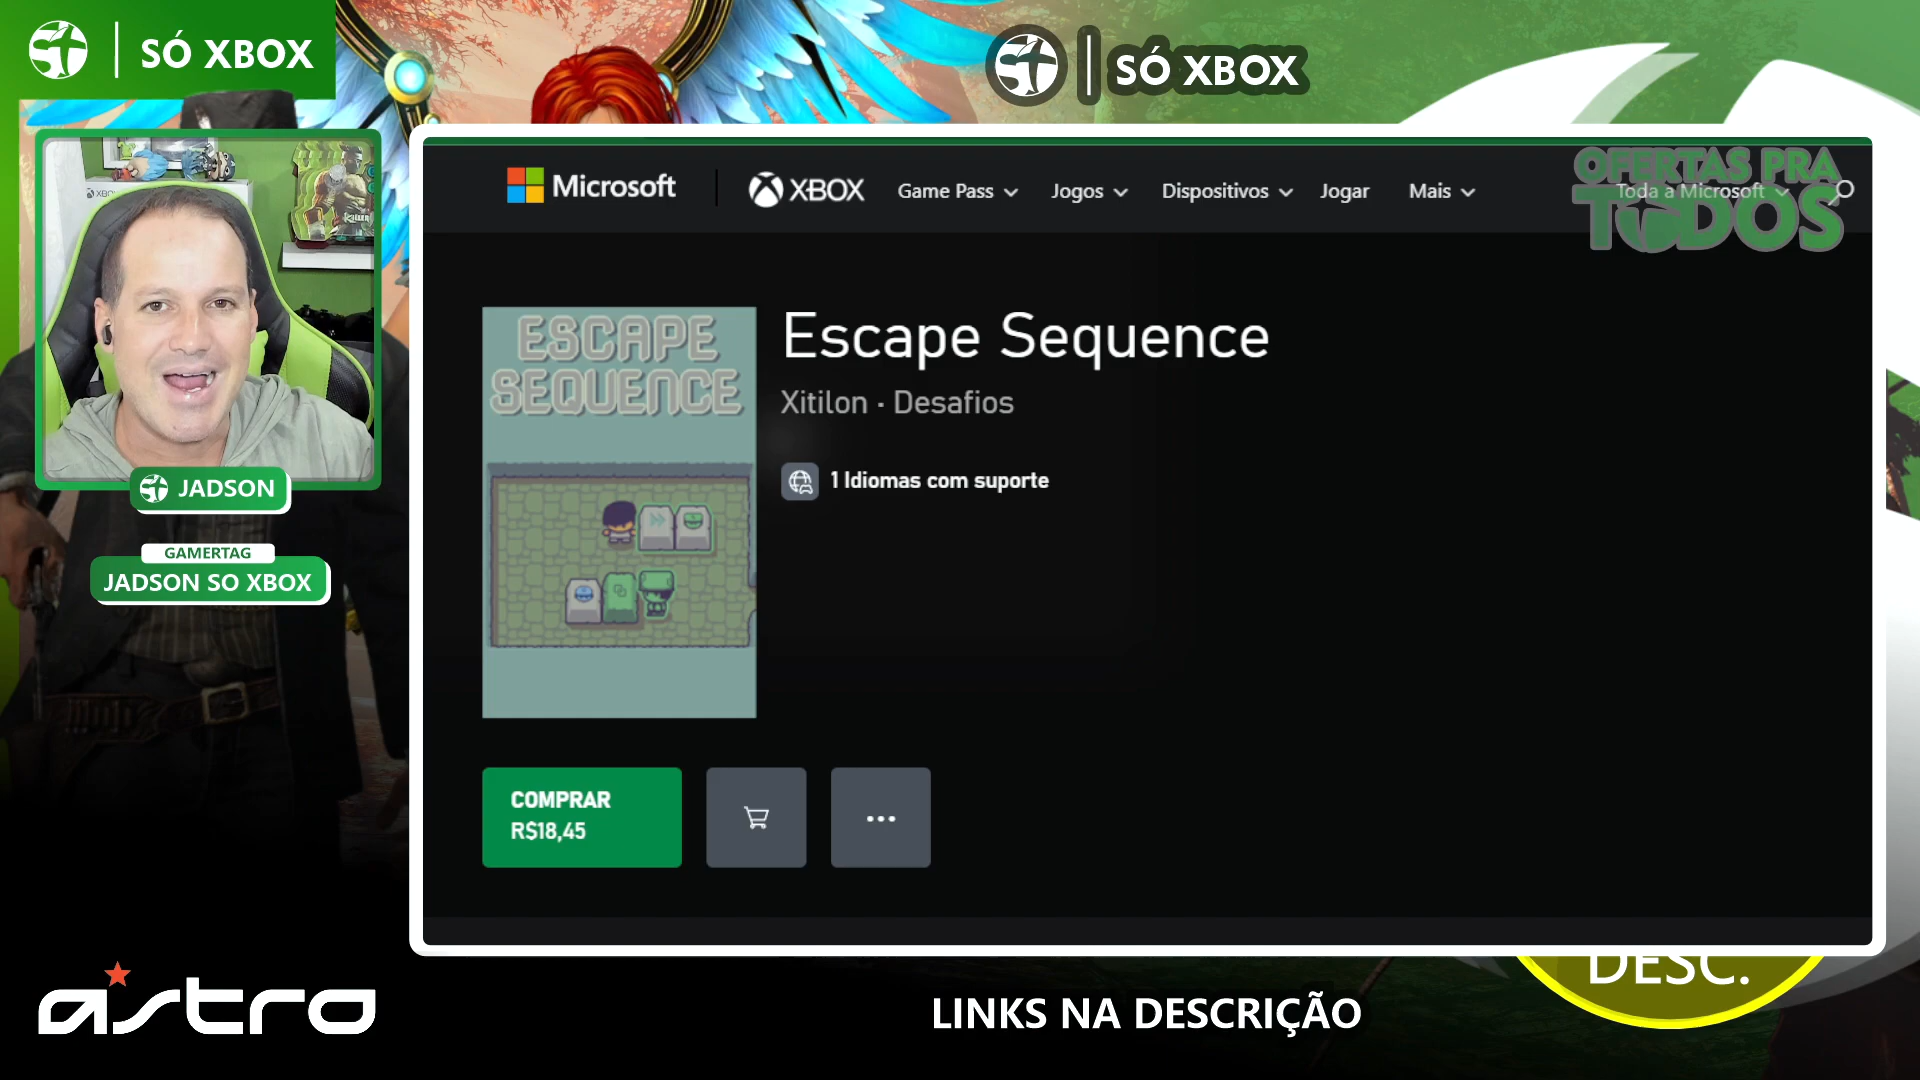 SÓ XBOX
SÓ XBOX
Microsoft
XBOX
Game Pass
Jogos
Dispositivos
Jogar
Mais
Toda a Microsoft
OFERTAS PRA
TODOS
ESCAPE
SEQUENCE
Escape Sequence
Xitilon · Desafios
1 Idiomas com suporte
JADSON
GAMERTAG
JADSON SO XBOX
COMPRAR
R$18,45
DESC.
astro
LINKS NA DESCRIÇÃO